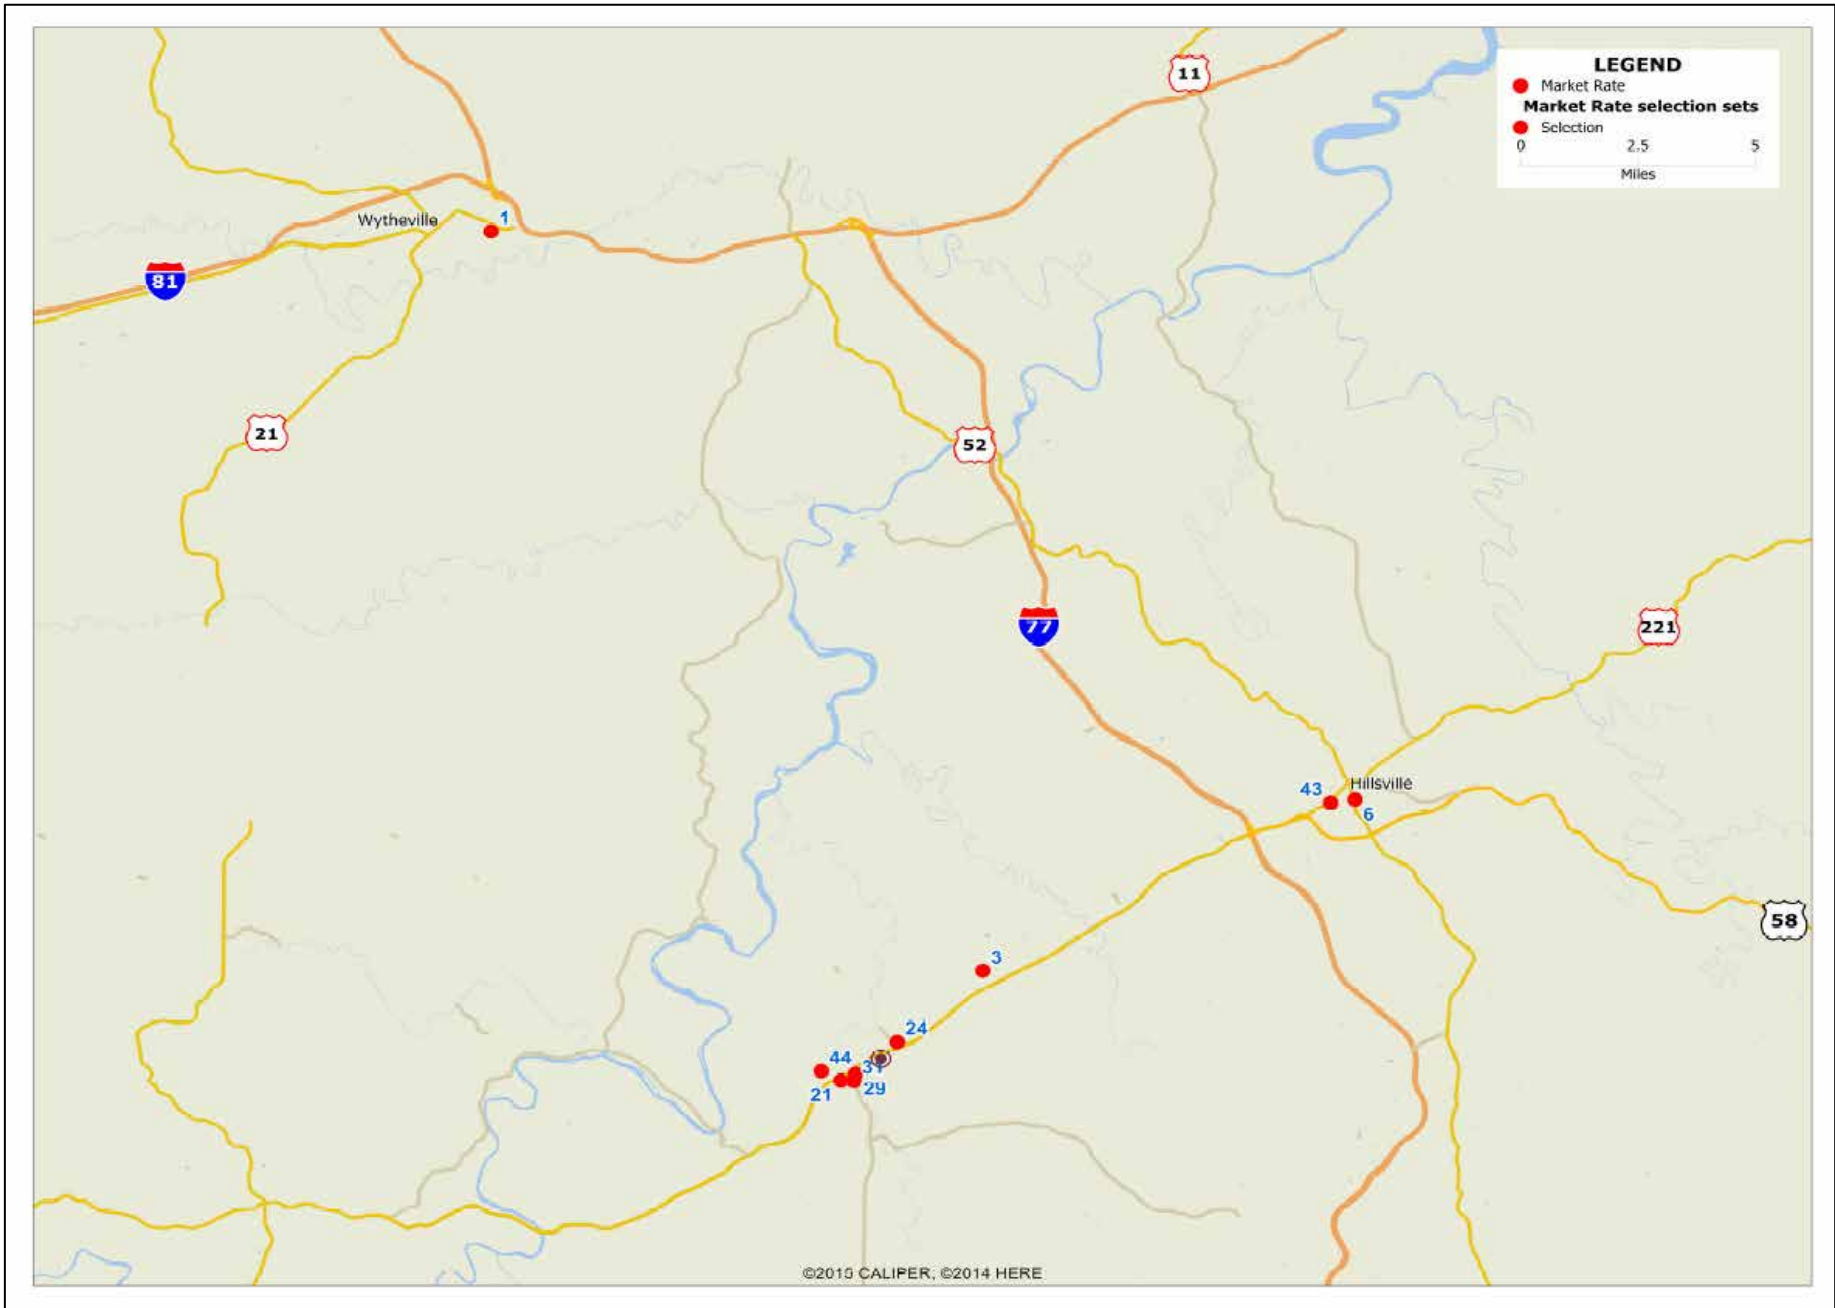 11
LEGEND
Market Rate
Market Rate selection sets
Selection
0 2.5 5
Miles
Wytheville
1
81
21
52
77
221
43
Hillsville
6
58
3
24
44
31
21
29
©2015 CALIPER, ©2014 HERE